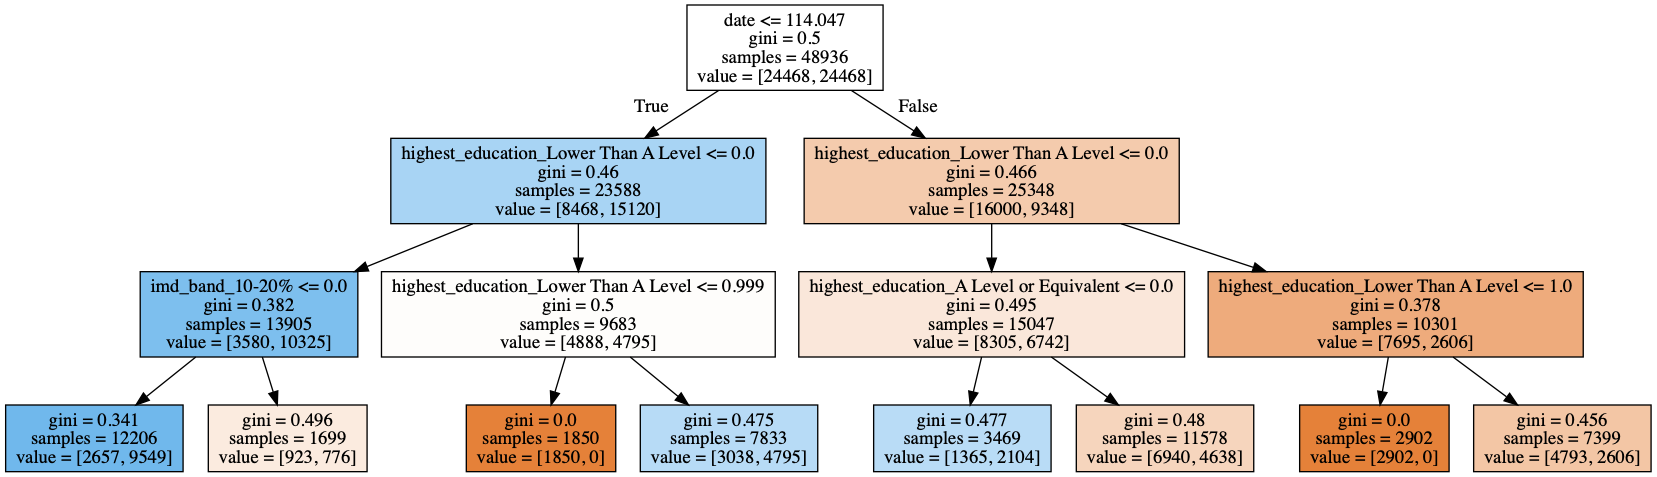 date <= 114.047
gini = 0.5
samples = 48936
value = [24468, 24468]
True
False
highest_education_Lower Than A Level <= 0.0
gini = 0.46
samples = 23588
value = [8468, 15120]
highest_education_Lower Than A Level <= 0.0
gini = 0.466
samples = 25348
value = [16000, 9348]
imd_band_10-20% <= 0.0
gini = 0.382
samples = 13905
value = [3580, 10325]
highest_education_Lower Than A Level <= 0.999
gini = 0.5
samples = 9683
value = [4888, 4795]
highest_education_A Level or Equivalent <= 0.0
gini = 0.495
samples = 15047
value = [8305, 6742]
highest_education_Lower Than A Level <= 1.0
gini = 0.378
samples = 10301
value = [7695, 2606]
gini = 0.341
samples = 12206
value = [2657, 9549]
gini = 0.496
samples = 1699
value = [923, 776]
gini = 0.0
samples = 1850
value = [1850, 0]
gini = 0.475
samples = 7833
value = [3038, 4795]
gini = 0.477
samples = 3469
value = [1365, 2104]
gini = 0.48
samples = 11578
value = [6940, 4638]
gini = 0.0
samples = 2902
value = [2902, 0]
gini = 0.456
samples = 7399
value = [4793, 2606]